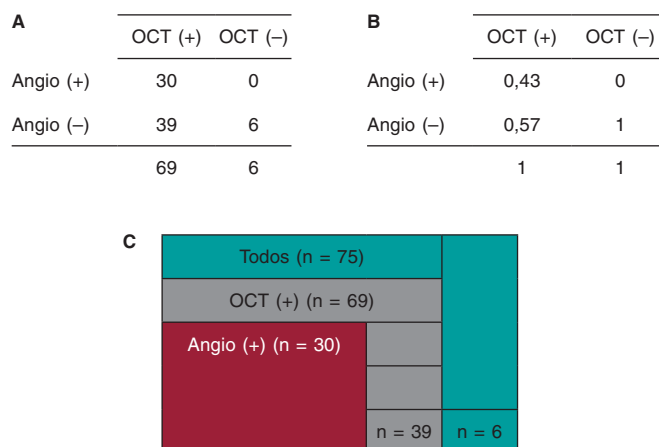 A
OCT (+) OCT (–)
Angio (+) 30 0
Angio (–) 39 6
69 6
B
OCT (+) OCT (–)
Angio (+) 0,43 0
Angio (–) 0,57 1
1 1
C
Todos (n = 75)
OCT (+) (n = 69)
Angio (+) (n = 30)
n = 39 n = 6